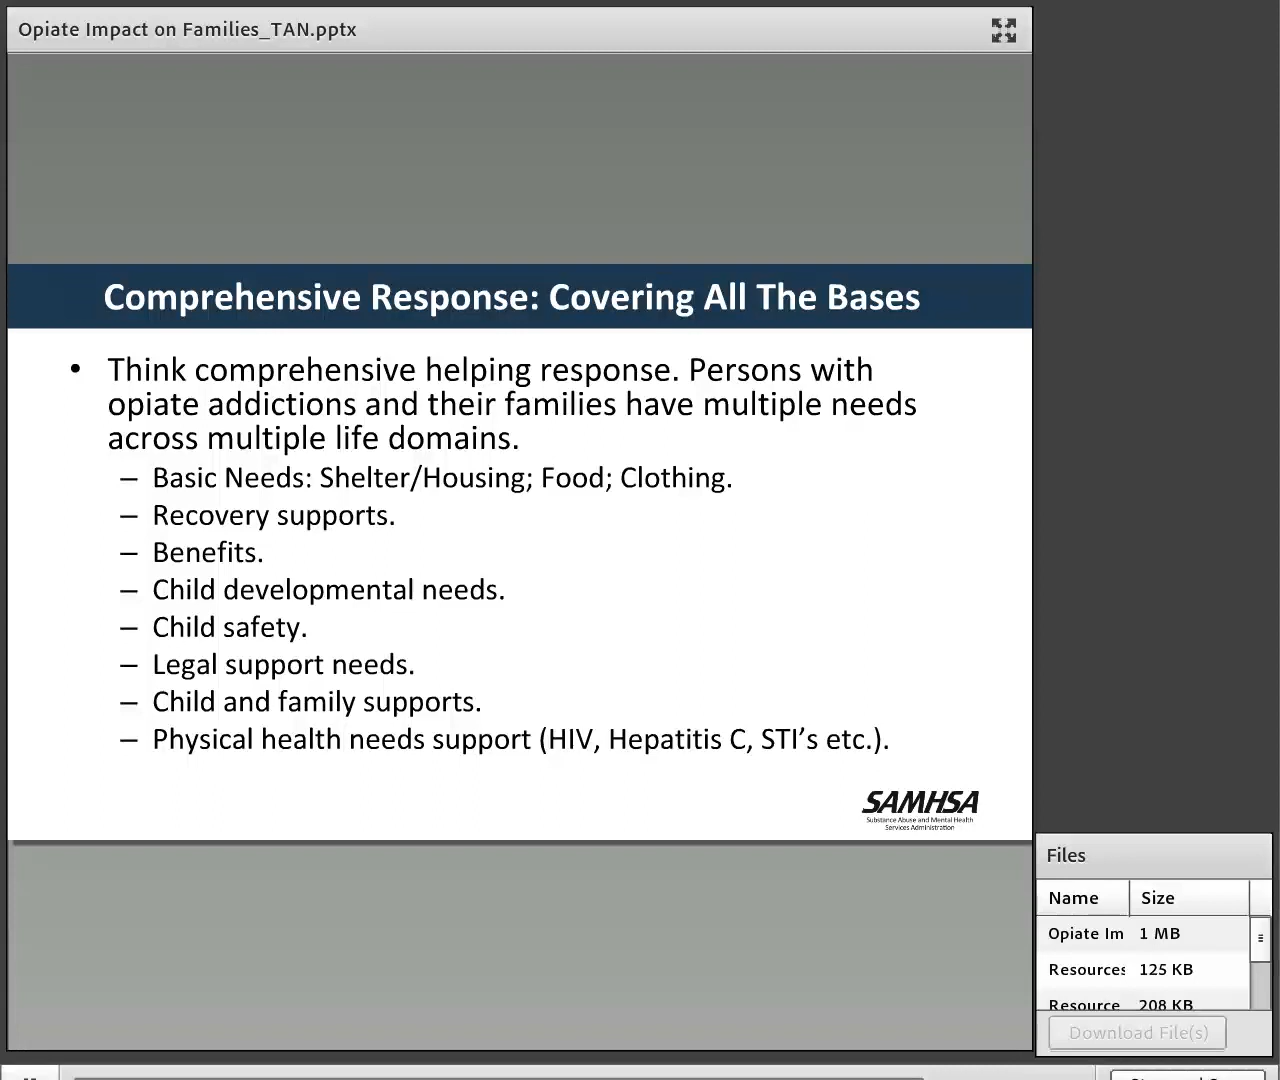 Opiate Impact on Families_TAN.pptx
Comprehensive Response: Covering All The Bases
• Think comprehensive helping response. Persons with
opiate addictions and their families have multiple needs
across multiple life domains.
– Basic Needs: Shelter/Housing; Food; Clothing.
– Recovery supports.
– Benefits.
– Child developmental needs.
– Child safety.
– Legal support needs.
– Child and family supports.
– Physical health needs support (HIV, Hepatitis C, STI’s etc.).
SAMHSA
Substance Abuse and Mental Health
Services Administration
Files
Name Size
Opiate Im 1 MB
Resources 125 KB
Resource 208 KB
Download File(s)